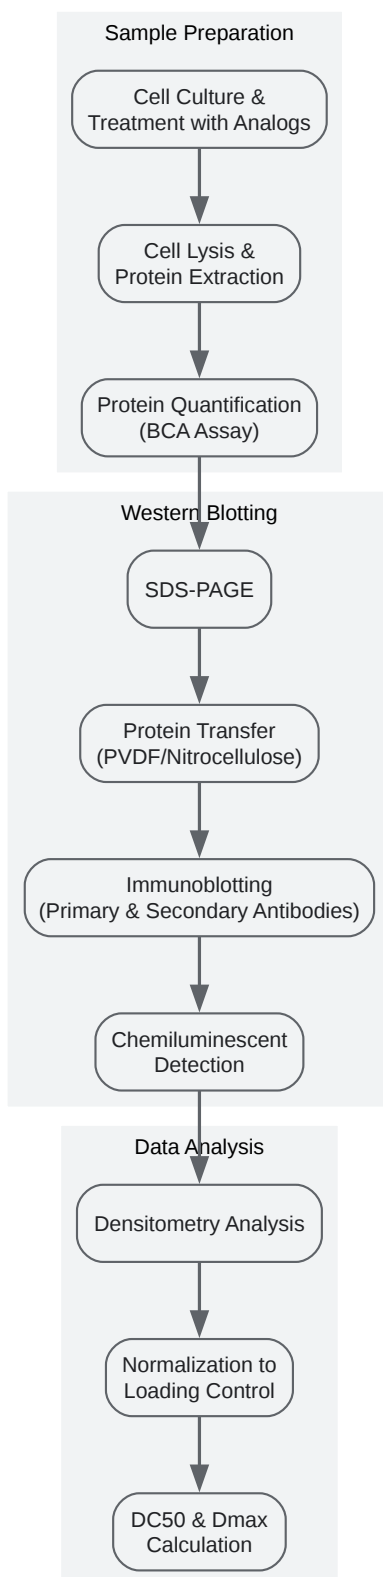 Sample Preparation
Cell Culture &
Treatment with Analogs
Cell Lysis &
Protein Extraction
Protein Quantification
(BCA Assay)
Western Blotting
SDS-PAGE
Protein Transfer
(PVDF/Nitrocellulose)
Immunoblotting
(Primary & Secondary Antibodies)
Chemiluminescent
Detection
Data Analysis
Densitometry Analysis
Normalization to
Loading Control
DC50 & Dmax
Calculation